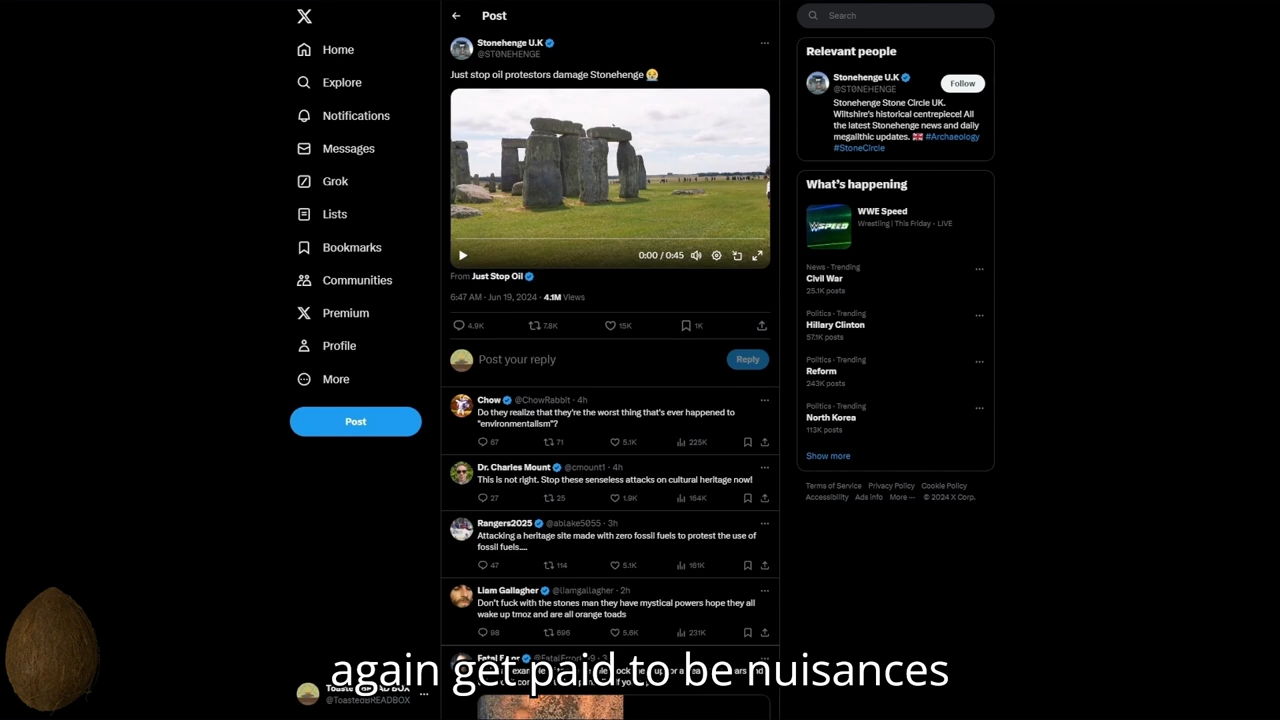 Home
Explore
Notifications
Messages
Grok
Lists
Bookmarks
Communities
Premium
Profile
More
Post
Post
Stonehenge U.K
@ST0NEHENGE
Just stop oil protestors damage Stonehenge 😭
0:00 / 0:45
From Just Stop Oil
6:47 AM · Jun 19, 2024 · 4.1M Views
4.9K 7.8K 15K 1K
Post your reply
Reply
Chow @ChowRabbit · 4h
Do they realize that they're the worst thing that's ever happened to
"environmentalism"?
67 71 5.1K 225K
Dr. Charles Mount @cmount1 · 4h
This is not right. Stop these senseless attacks on cultural heritage now!
27 25 1.9K 154K
Rangers2025 @ablake5055 · 3h
Attacking a heritage site made with zero fossil fuels to protest the use of
fossil fuels....
47 114 5.1K 161K
Liam Gallagher @liamgallagher · 2h
Don't fuck with the stones man they have mystical powers hope they all
wake up tmoz and are all orange toads
98 696 5.6K 231K
again get paid to be nuisances
@ToastedBREADBOX
Search
Relevant people
Stonehenge U.K
@ST0NEHENGE
Follow
Stonehenge Stone Circle UK.
Wiltshire's historical centrepiece! All
the latest Stonehenge news and daily
megalithic updates. 🇬🇧 #Archaeology
#StoneCircle
What's happening
WWE Speed
Wrestling | This Friday · LIVE
News · Trending
Civil War
25.1K posts
Politics · Trending
Hillary Clinton
57.1K posts
Politics · Trending
Reform
243K posts
Politics · Trending
North Korea
113K posts
Show more
Terms of Service Privacy Policy Cookie Policy
Accessibility Ads info More ··· © 2024 X Corp.